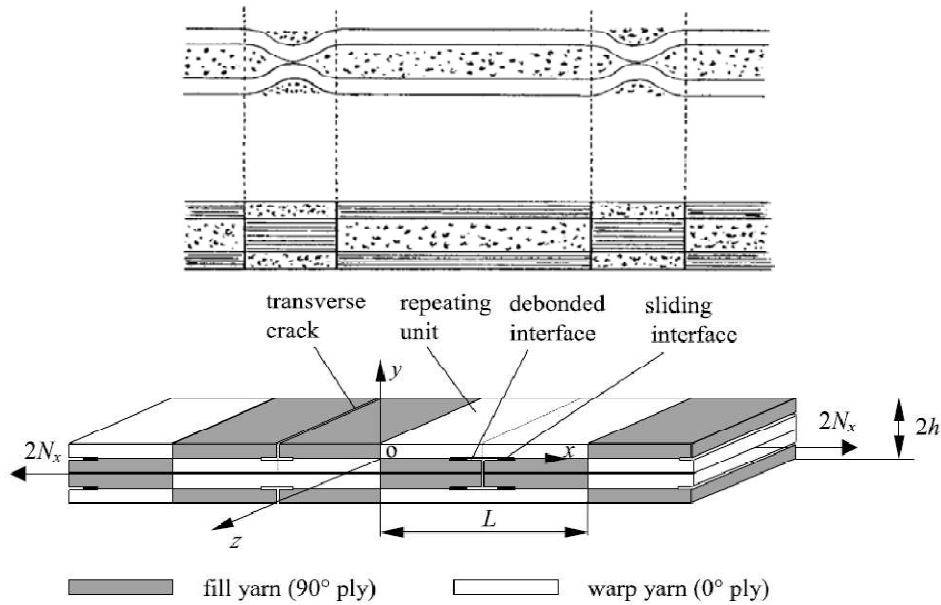 transverse crack
repeating unit
debonded interface
sliding interface
y
2Nₓ
o
x
2Nₓ
2h
z
L
fill yarn (90° ply)
warp yarn (0° ply)